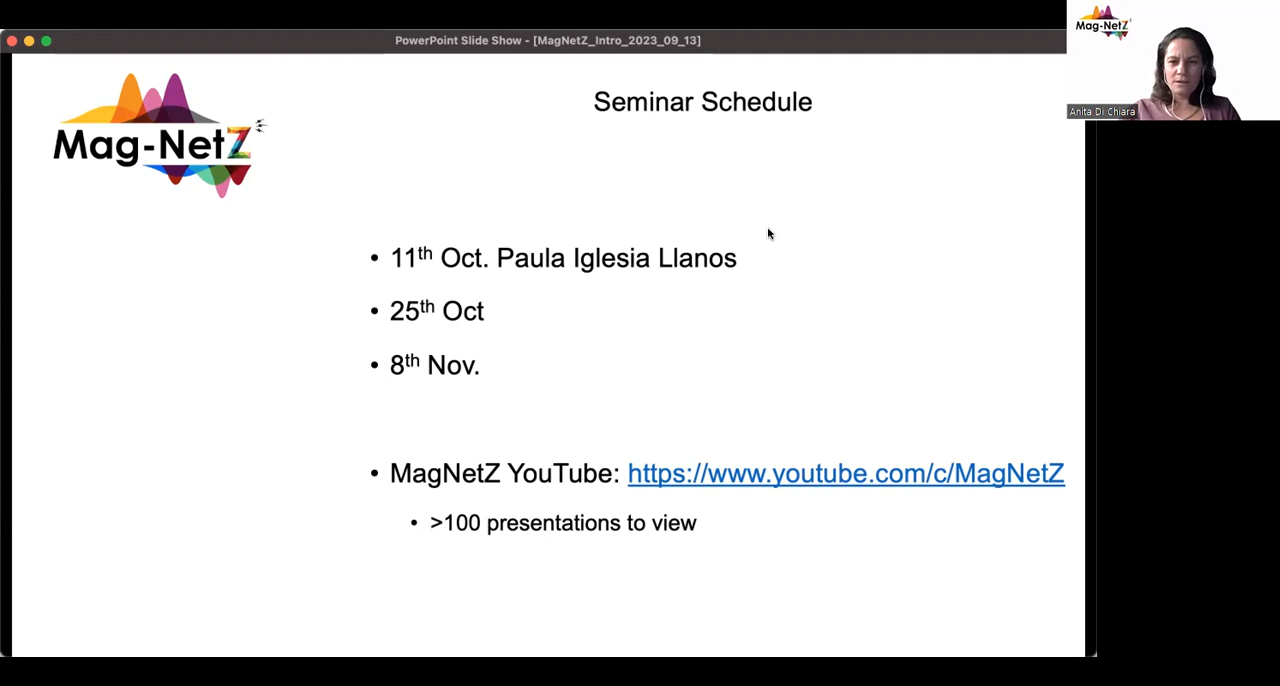 PowerPoint Slide Show - [MagNetZ_Intro_2023_09_13]
Mag-NetZ
Anita Di Chiara
Mag-NetZ
Seminar Schedule
• 11th Oct. Paula Iglesia Llanos
• 25th Oct
• 8th Nov.
• MagNetZ YouTube: https://www.youtube.com/c/MagNetZ
• >100 presentations to view